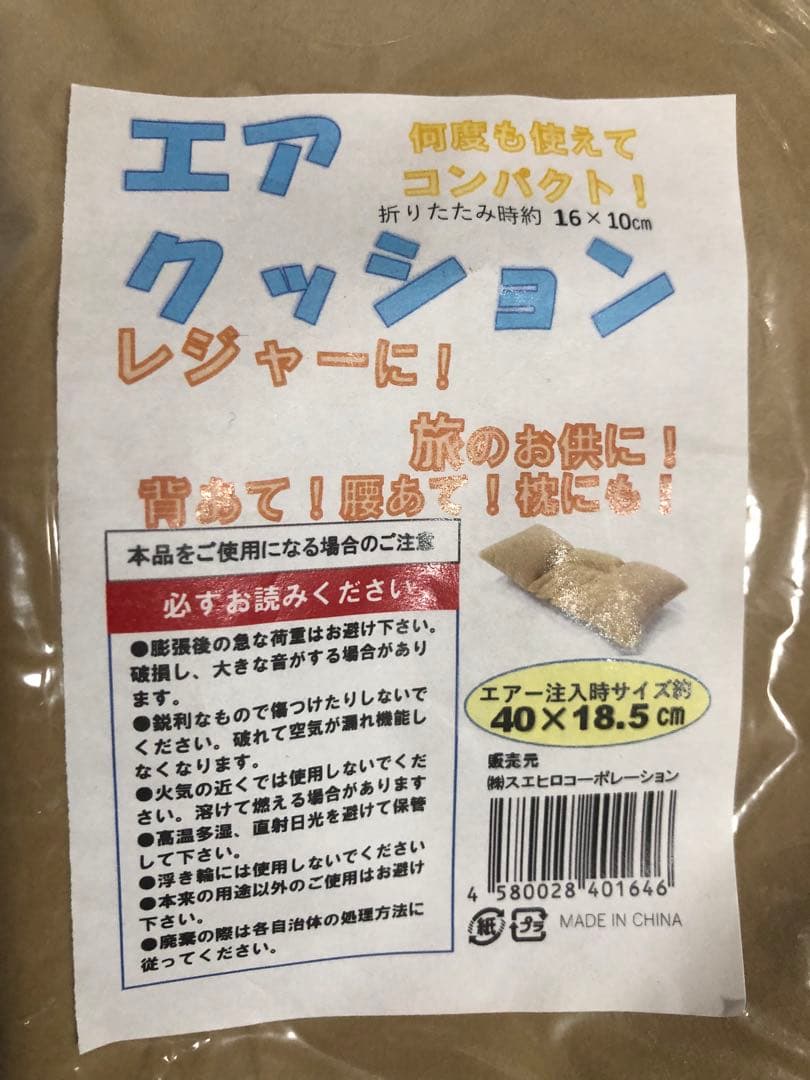 エア
何度も使えて
コンパクト！
折りたたみ時約 16×10cm
クッション
レジャーに！
旅のお供に！
背あて！腰あて！枕にも！
本品をご使用になる場合のご注意
必ずお読みください
●膨張後の急な荷重はお避け下さい。
破損し、大きな音がする場合があり
ます。
●鋭利なもので傷つけたりしないで
ください。破れて空気が漏れ機能し
なくなります。
●火気の近くでは使用しないでくだ
さい。溶けて燃える場合があります
●高温多湿、直射日光を避けて保管
して下さい。
●浮き輪には使用しないでください
●本来の用途以外のご使用はお避け
下さい。
●廃棄の際は各自治体の処理方法に
従ってください。
エアー注入時サイズ約
40×18.5cm
販売元
㈱スエヒロコーポレーション
4 580028 401646
紙 プラ MADE IN CHINA